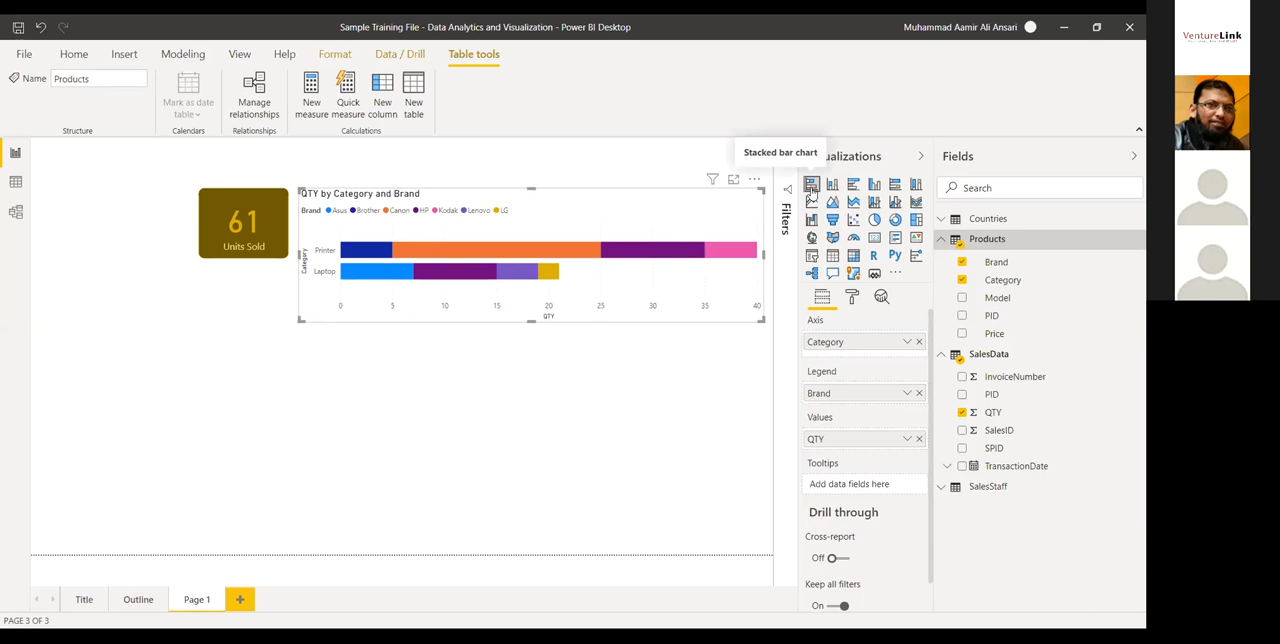 Sample Training File - Data Analytics and Visualization - Power BI Desktop
Muhammad Aamir Ali Ansari
VentureLink
File
Home
Insert
Modeling
View
Help
Format
Data / Drill
Table tools
Name
Products
Mark as date
table
Manage
relationships
New
measure
Quick
measure
New
column
New
table
Structure
Calendars
Relationships
Calculations
Stacked bar chart
ualizations
Fields
Search
Filters
61
Units Sold
QTY by Category and Brand
Brand
Asus
Brother
Canon
HP
Kodak
Lenovo
LG
Category
Printer
Laptop
0
5
10
15
20
25
30
35
40
QTY
R
Py
Axis
Category
Legend
Brand
Values
QTY
Tooltips
Add data fields here
Drill through
Cross-report
Off
Keep all filters
On
Countries
Products
Brand
Category
Model
PID
Price
SalesData
InvoiceNumber
PID
QTY
SalesID
SPID
TransactionDate
SalesStaff
Title
Outline
Page 1
PAGE 3 OF 3